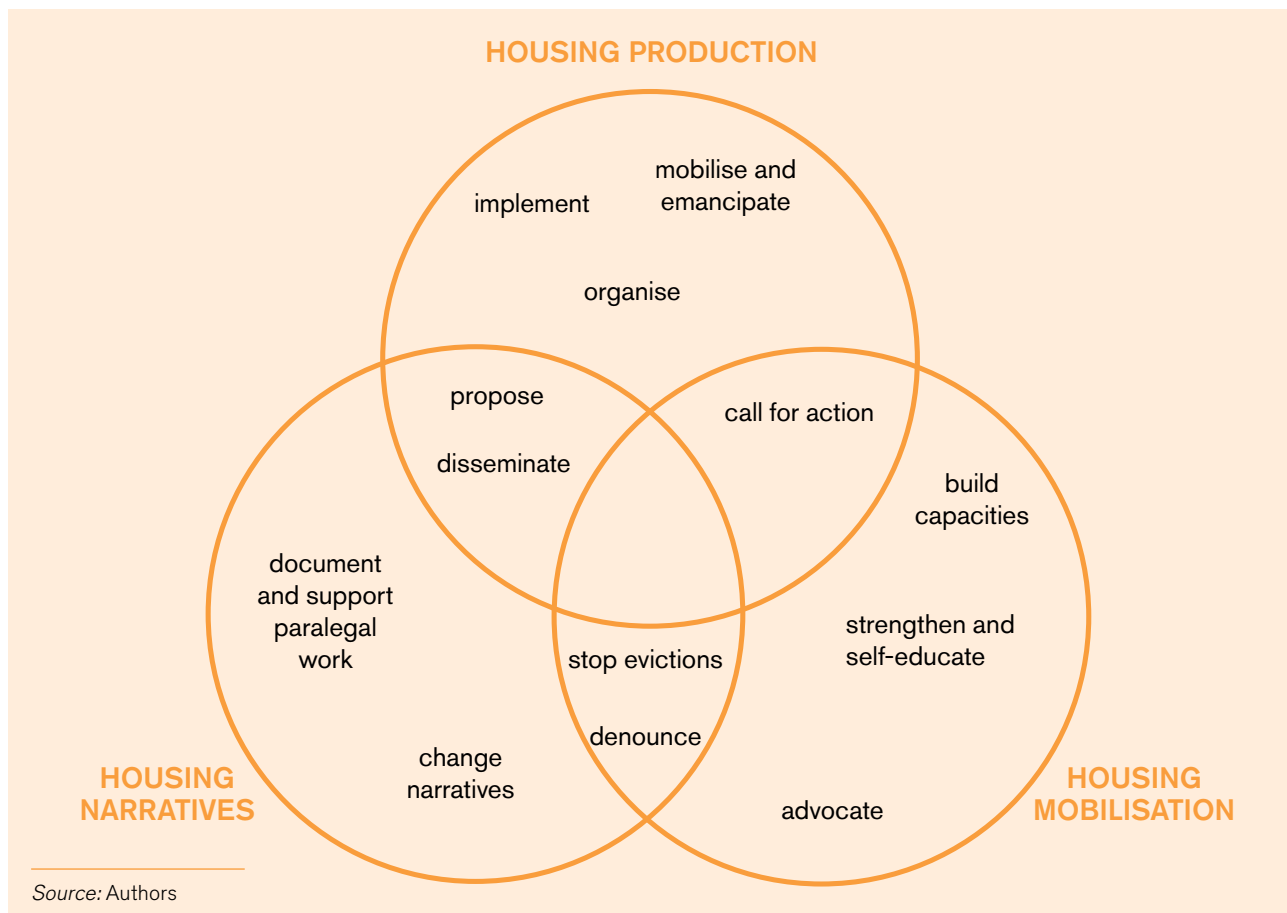 HOUSING PRODUCTION
implement
mobilise and
emancipate
organise
propose
disseminate
call for action
build
capacities
document
and support
paralegal
work
stop evictions
strengthen and
self-educate
denounce
change
narratives
advocate
HOUSING
NARRATIVES
HOUSING
MOBILISATION
Source: Authors